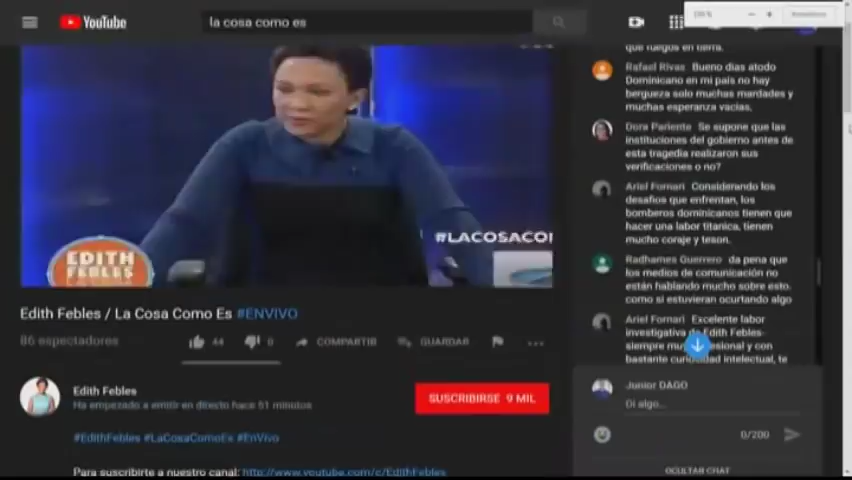 YouTube
la cosa como es
EDITH
FEBLES
#LACOSACO
Edith Febles / La Cosa Como Es #ENVIVO
86 espectadores
44
0
COMPARTIR
GUARDAR
Edith Febles
Ha empezado a emitir en directo hace 51 minutos
SUSCRIBIRSE 9 MIL
#EdithFebles #LaCosaComoEs #EnVivo
Para suscribirte a nuestro canal: http://www.youtube.com/c/EdithFebles
que fuegos en tierra.
Rafael Rivas Bueno dias atodo
Dominicano en mi país no hay
bergueza solo muchas mardades y
muchas esperanza vacias,
Dora Pariente Se supone que las
instituciones del gobierno antes de
esta tragedia realizaron sus
verificaciones o no?
Ariel Fornari Considerando los
desafios que enfrentan, los
bomberos dominicanos tienen que
hacer una labor titanica, tienen
mucho coraje y teson.
Radhames Guerrero da pena que
los medios de comunicación no
están hablando mucho sobre esto.
como si estuvieran ocurtando algo
Ariel Fornari Excelente labor
investigativa de Edith Febles-
siempre
y con
bastante curiosidad intelectual, te
Junior DAGO
Di algo...
0/200
OCULTAR CHAT